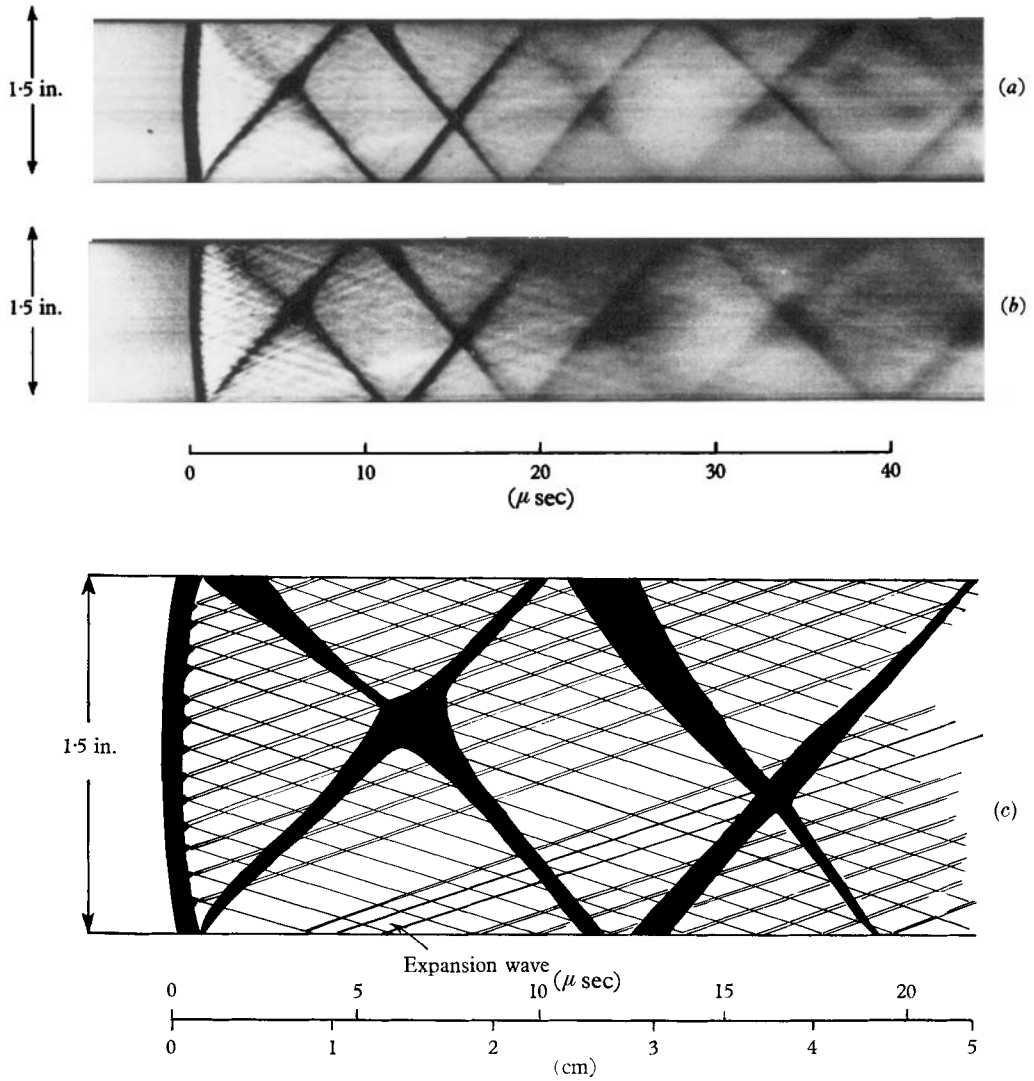 1·5 in.
(a)
1·5 in.
(b)
0 10 20 30 40
(μ sec)
1·5 in.
(c)
Expansion wave
0 5 10 15 20
(μ sec)
0 1 2 3 4 5
(cm)